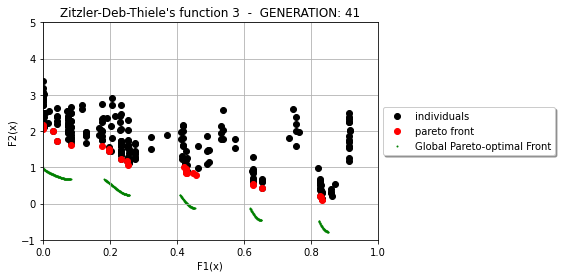 Zitzler-Deb-Thiele's function 3 - GENERATION: 41
5
4
3
2
1
0
-1
F2(x)
0.0 0.2 0.4 0.6 0.8 1.0
F1(x)
individuals
pareto front
Global Pareto-optimal Front